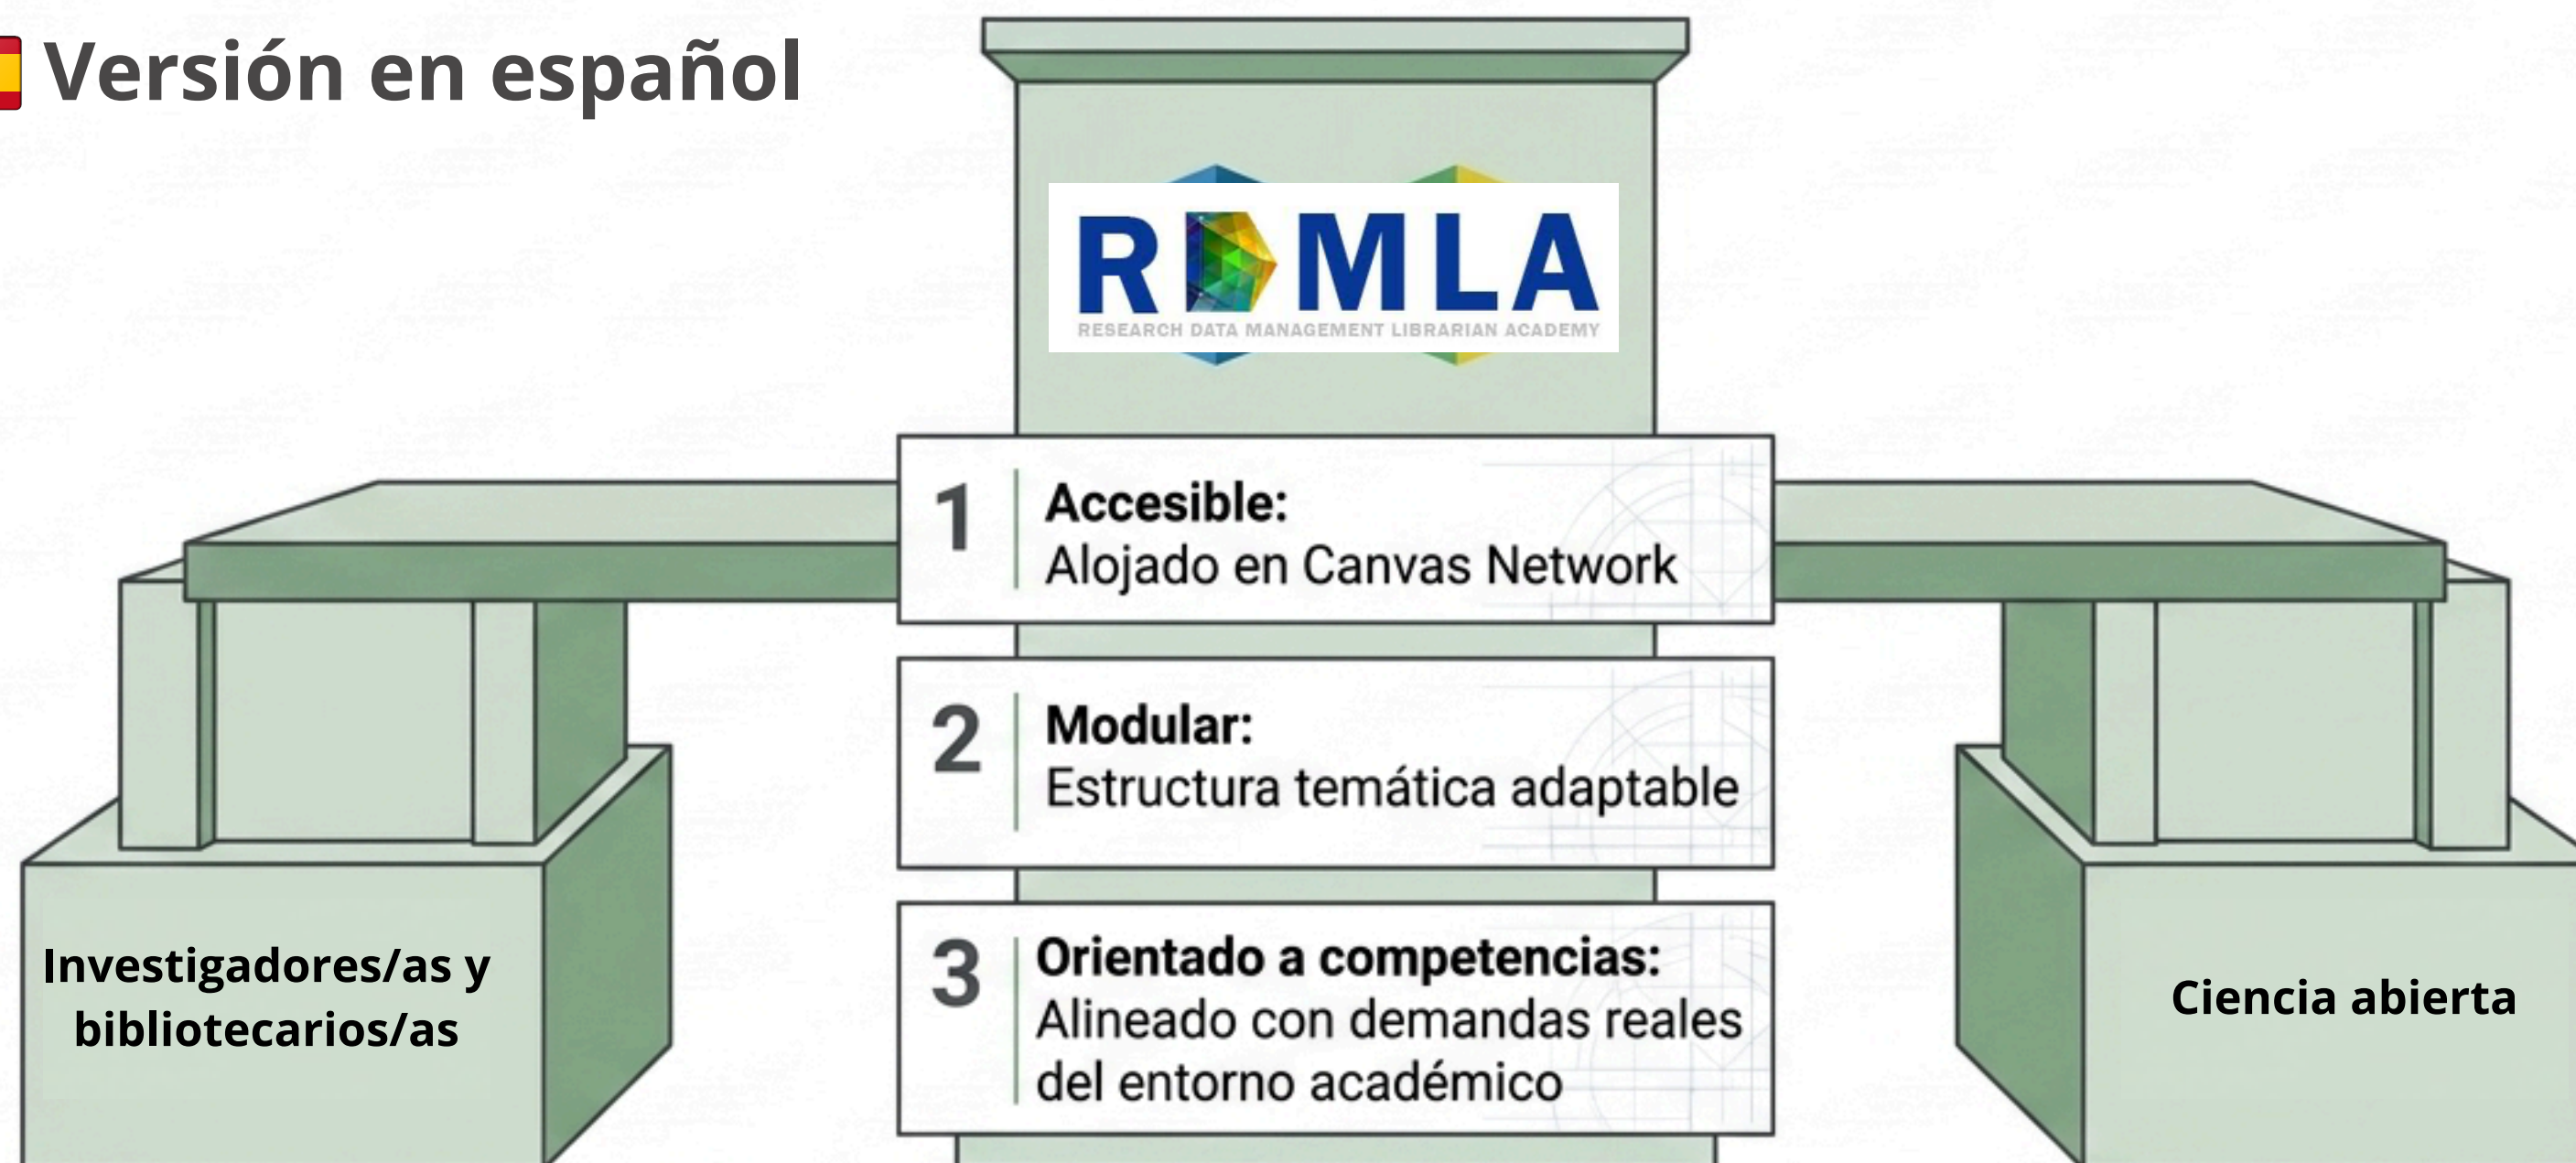 Versión en español
RDMLA
RESEARCH DATA MANAGEMENT LIBRARIAN ACADEMY
1
Accesible:
Alojado en Canvas Network
2
Modular:
Estructura temática adaptable
3
Orientado a competencias:
Alineado con demandas reales
del entorno académico
Investigadores/as y
bibliotecarios/as
Ciencia abierta